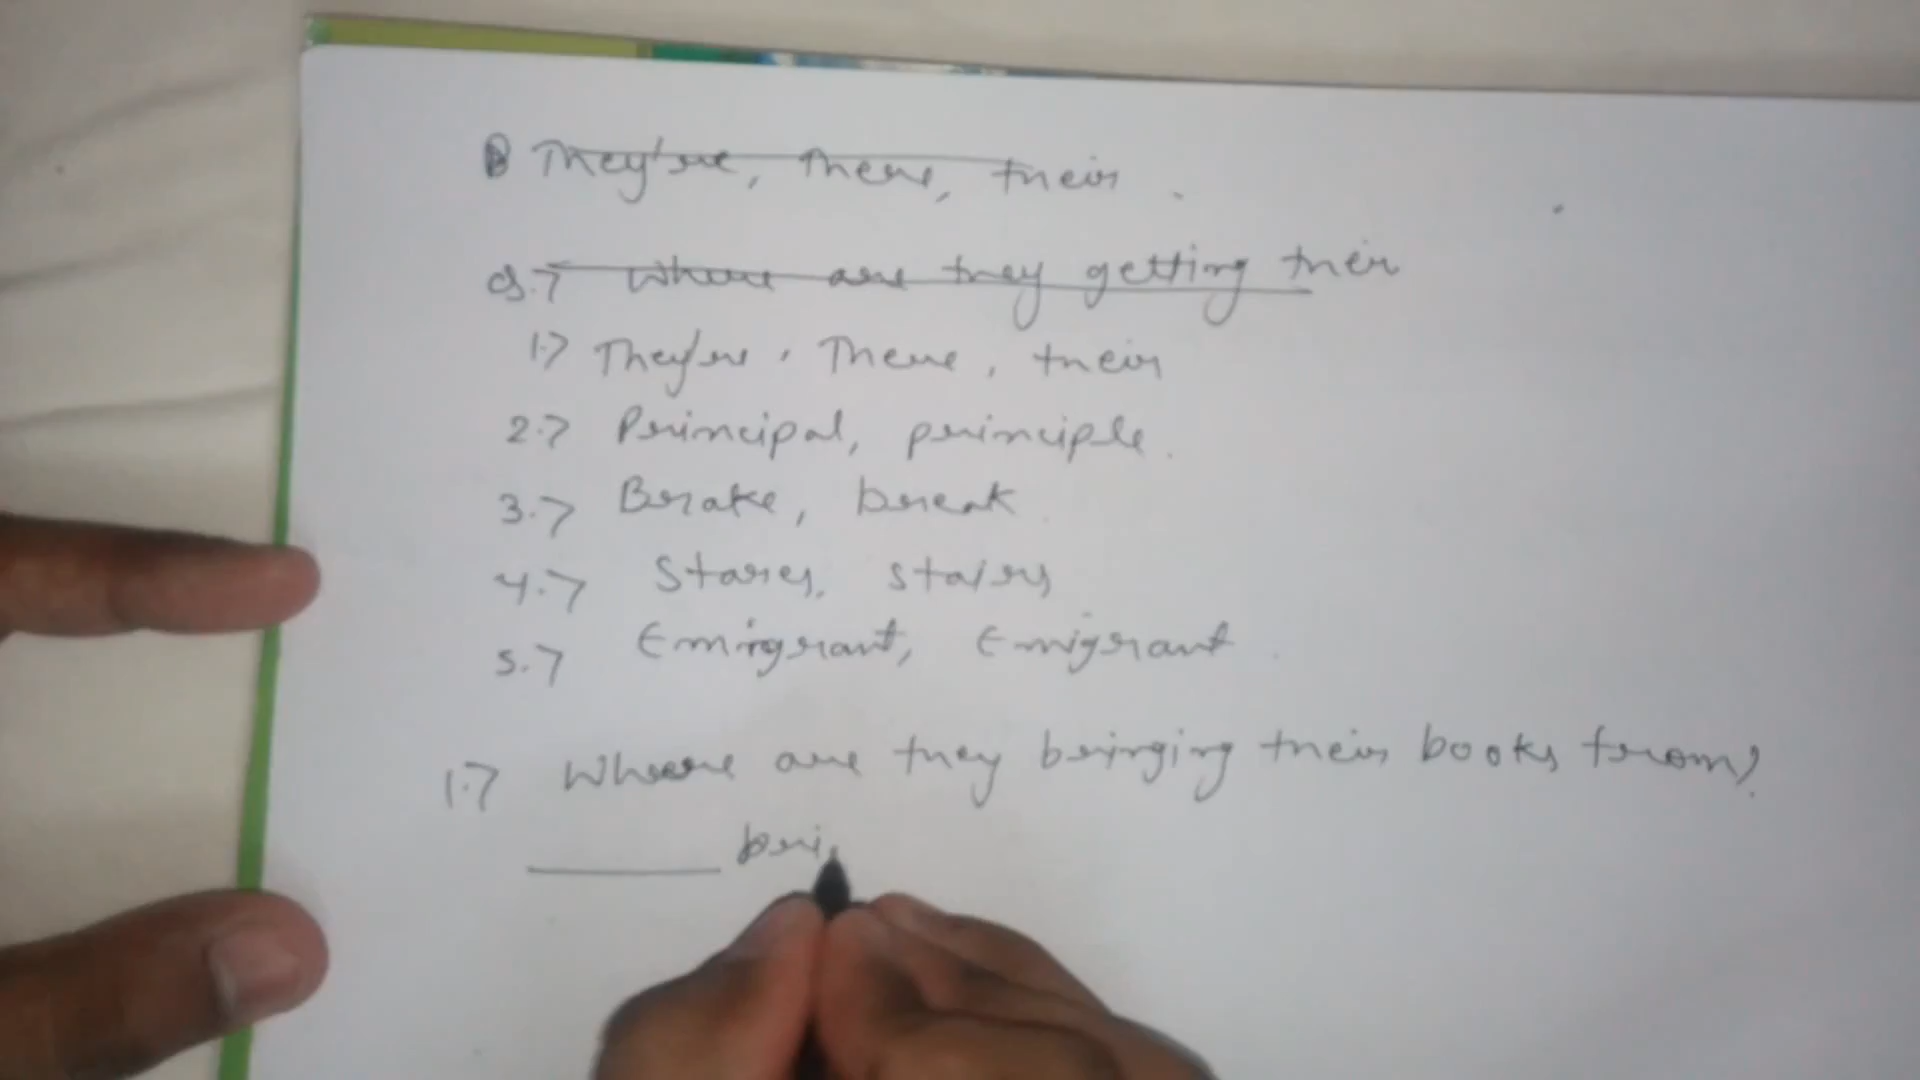 They're, There, their.
Q.7 Where are they getting their
1.7 They're, There, their
2.7 Principal, principle.
3.7 Brake, break
4.7 Stares, stairs
5.7 Emigrant, Emigrant
1.7 Where are they bringing their books from?
bri